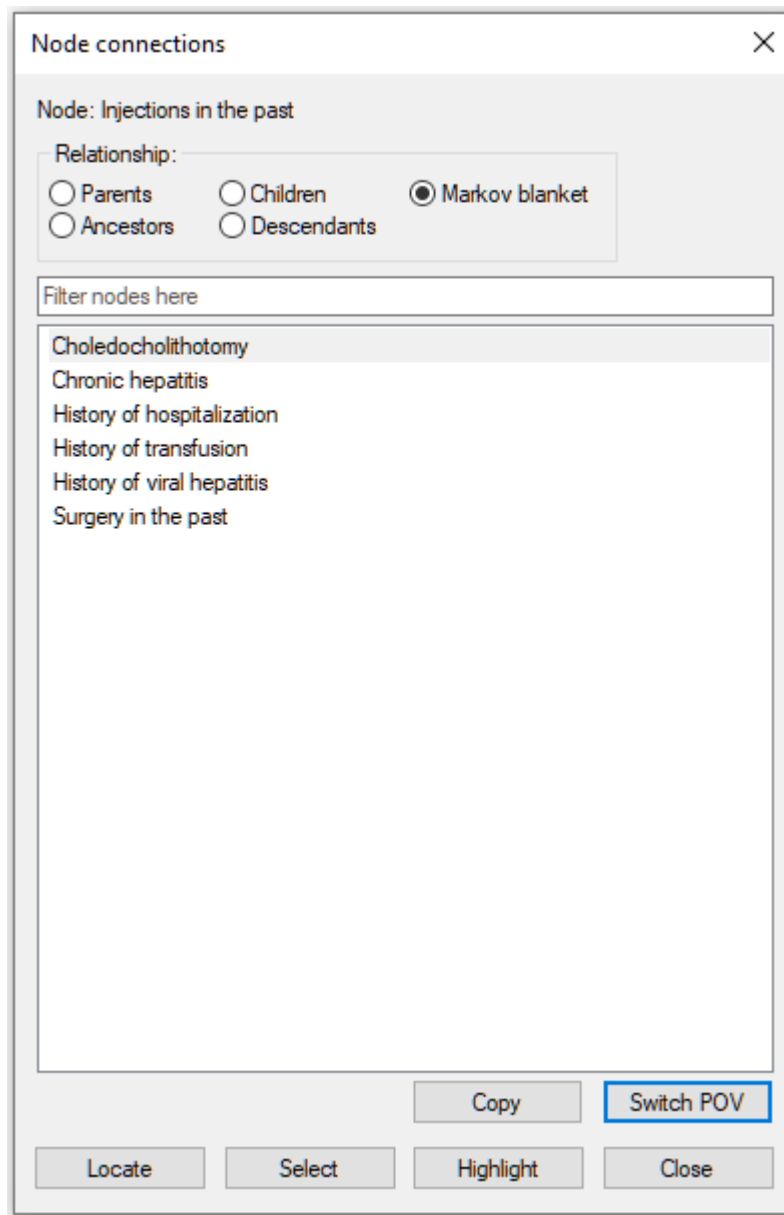 Node connections
Node: Injections in the past
Relationship:
Parents Children Markov blanket
Ancestors Descendants
Filter nodes here
Choledocholithotomy
Chronic hepatitis
History of hospitalization
History of transfusion
History of viral hepatitis
Surgery in the past
Copy Switch POV
Locate Select Highlight Close